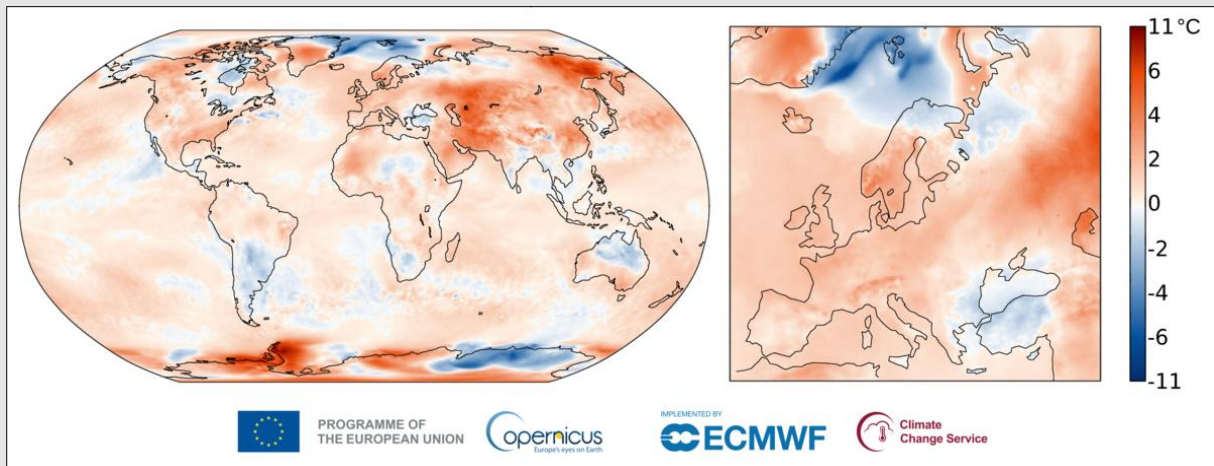 11 °C
6
4
2
0
-2
-4
-6
-11
PROGRAMME OF
THE EUROPEAN UNION
opernicus
Europe's eyes on Earth
IMPLEMENTED BY
ECMWF
Climate
Change Service